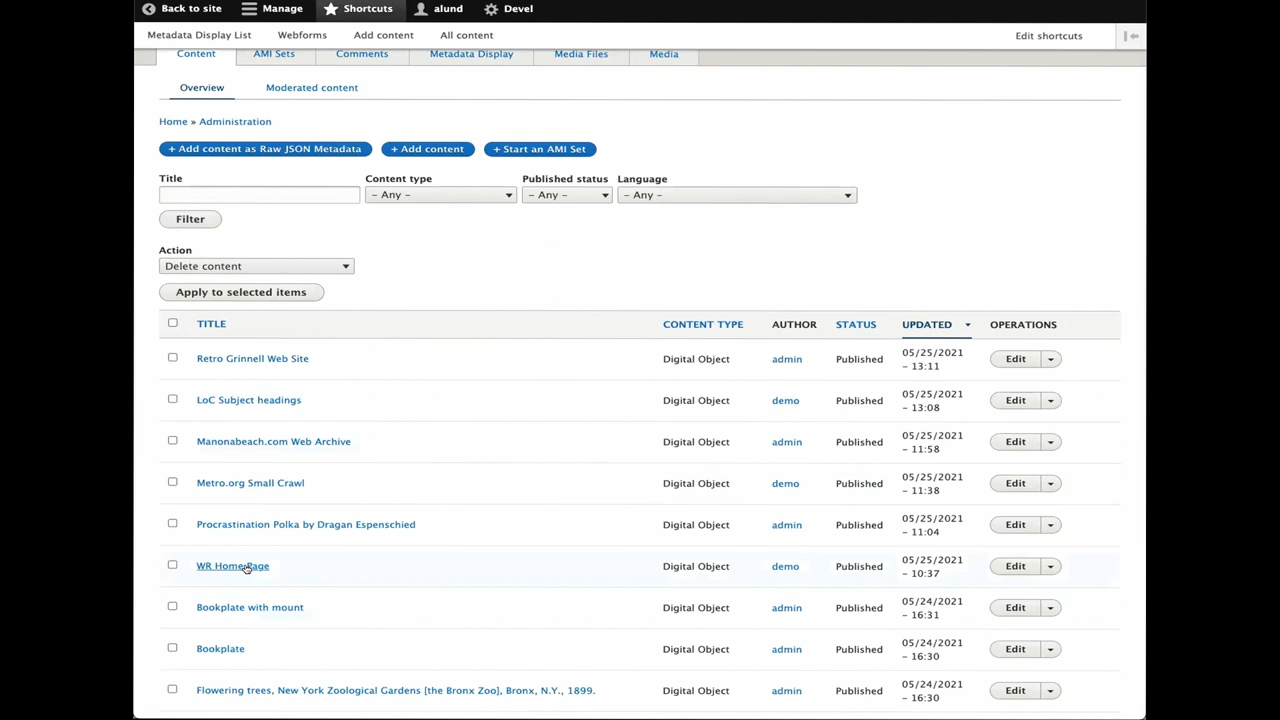 Back to site Manage Shortcuts alund Devel
Metadata Display List Webforms Add content All content Edit shortcuts
Content AMI Sets Comments Metadata Display Media Files Media
Overview Moderated content
Home » Administration
+ Add content as Raw JSON Metadata + Add content + Start an AMI Set
Title Content type Published status Language
- Any - - Any - - Any -
Filter
Action
Delete content
Apply to selected items
TITLE CONTENT TYPE AUTHOR STATUS UPDATED OPERATIONS
Retro Grinnell Web Site Digital Object admin Published 05/25/2021 - 13:11 Edit
LoC Subject headings Digital Object demo Published 05/25/2021 - 13:08 Edit
Manonabeach.com Web Archive Digital Object admin Published 05/25/2021 - 11:58 Edit
Metro.org Small Crawl Digital Object demo Published 05/25/2021 - 11:38 Edit
Procrastination Polka by Dragan Espenschied Digital Object admin Published 05/25/2021 - 11:04 Edit
WR Home Page Digital Object demo Published 05/25/2021 - 10:37 Edit
Bookplate with mount Digital Object admin Published 05/24/2021 - 16:31 Edit
Bookplate Digital Object admin Published 05/24/2021 - 16:30 Edit
Flowering trees, New York Zoological Gardens [the Bronx Zoo], Bronx, N.Y., 1899. Digital Object admin Published 05/24/2021 - 16:30 Edit